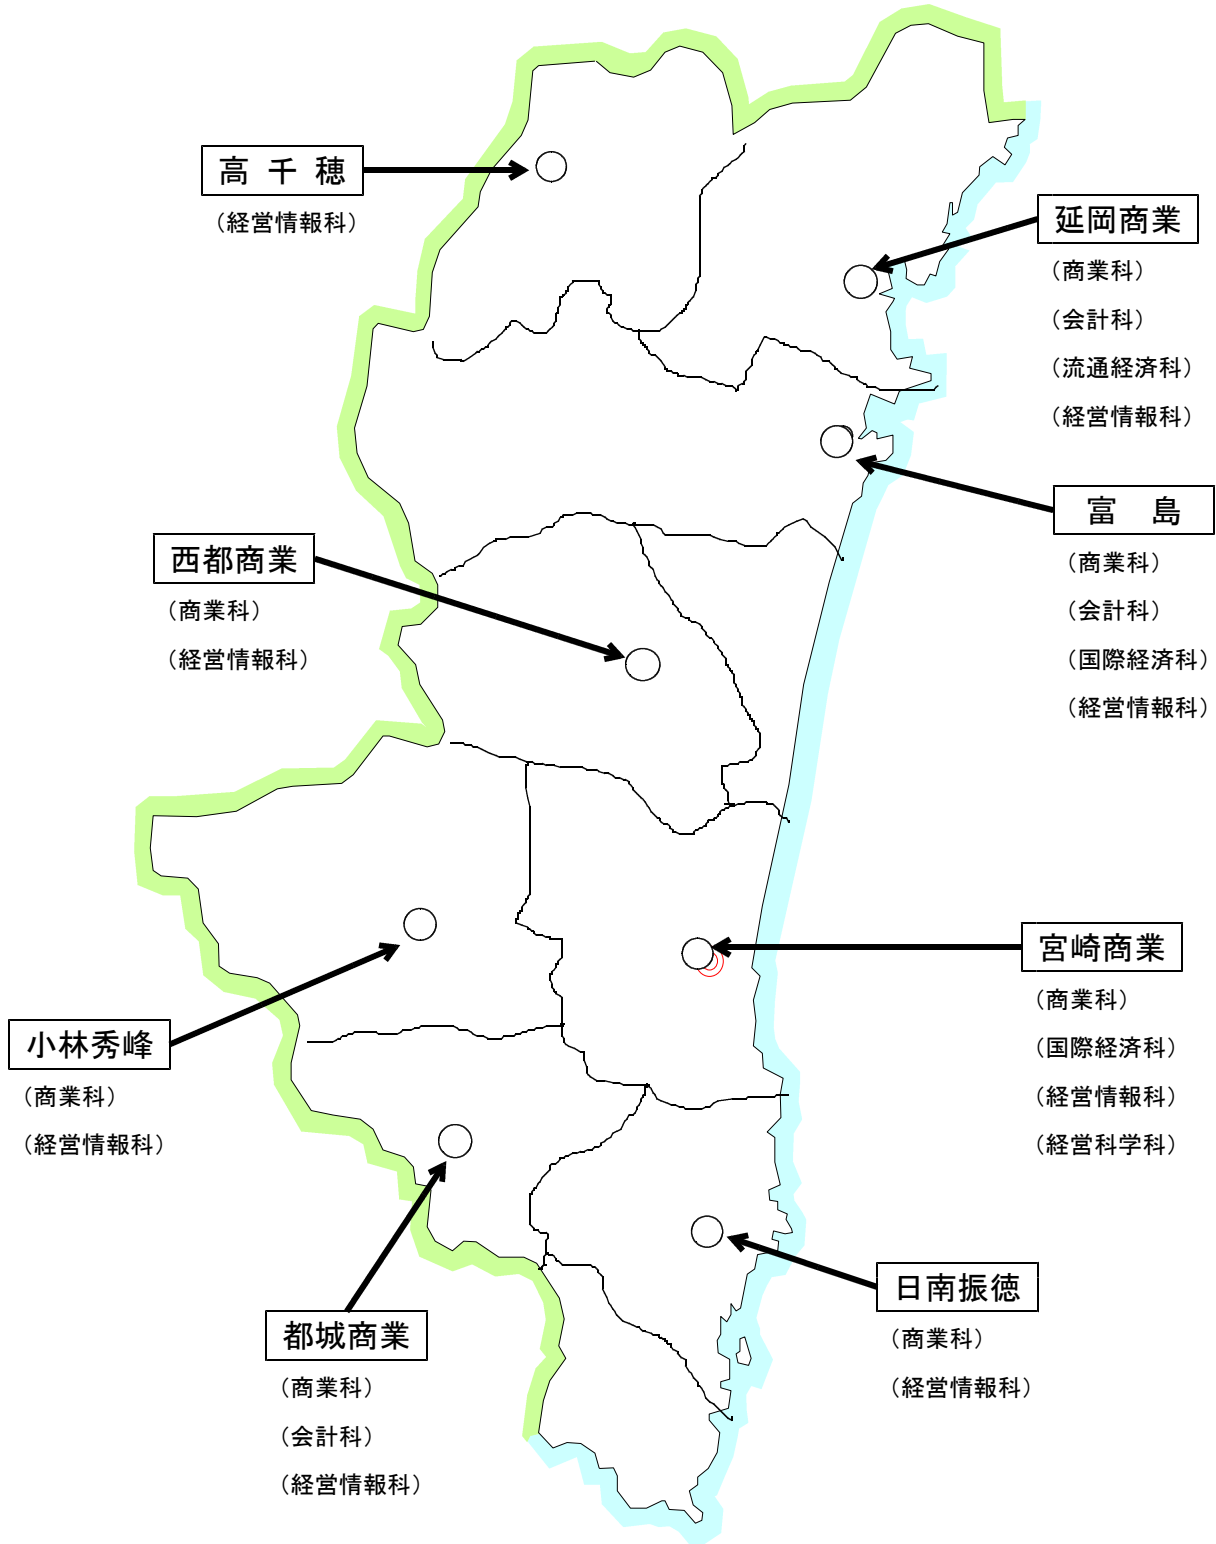 高 千 穂
（経営情報科）
延岡商業
（商業科）
（会計科）
（流通経済科）
（経営情報科）
富　島
（商業科）
（会計科）
（国際経済科）
（経営情報科）
西都商業
（商業科）
（経営情報科）
宮崎商業
（商業科）
（国際経済科）
（経営情報科）
（経営科学科）
小林秀峰
（商業科）
（経営情報科）
日南振徳
（商業科）
（経営情報科）
都城商業
（商業科）
（会計科）
（経営情報科）